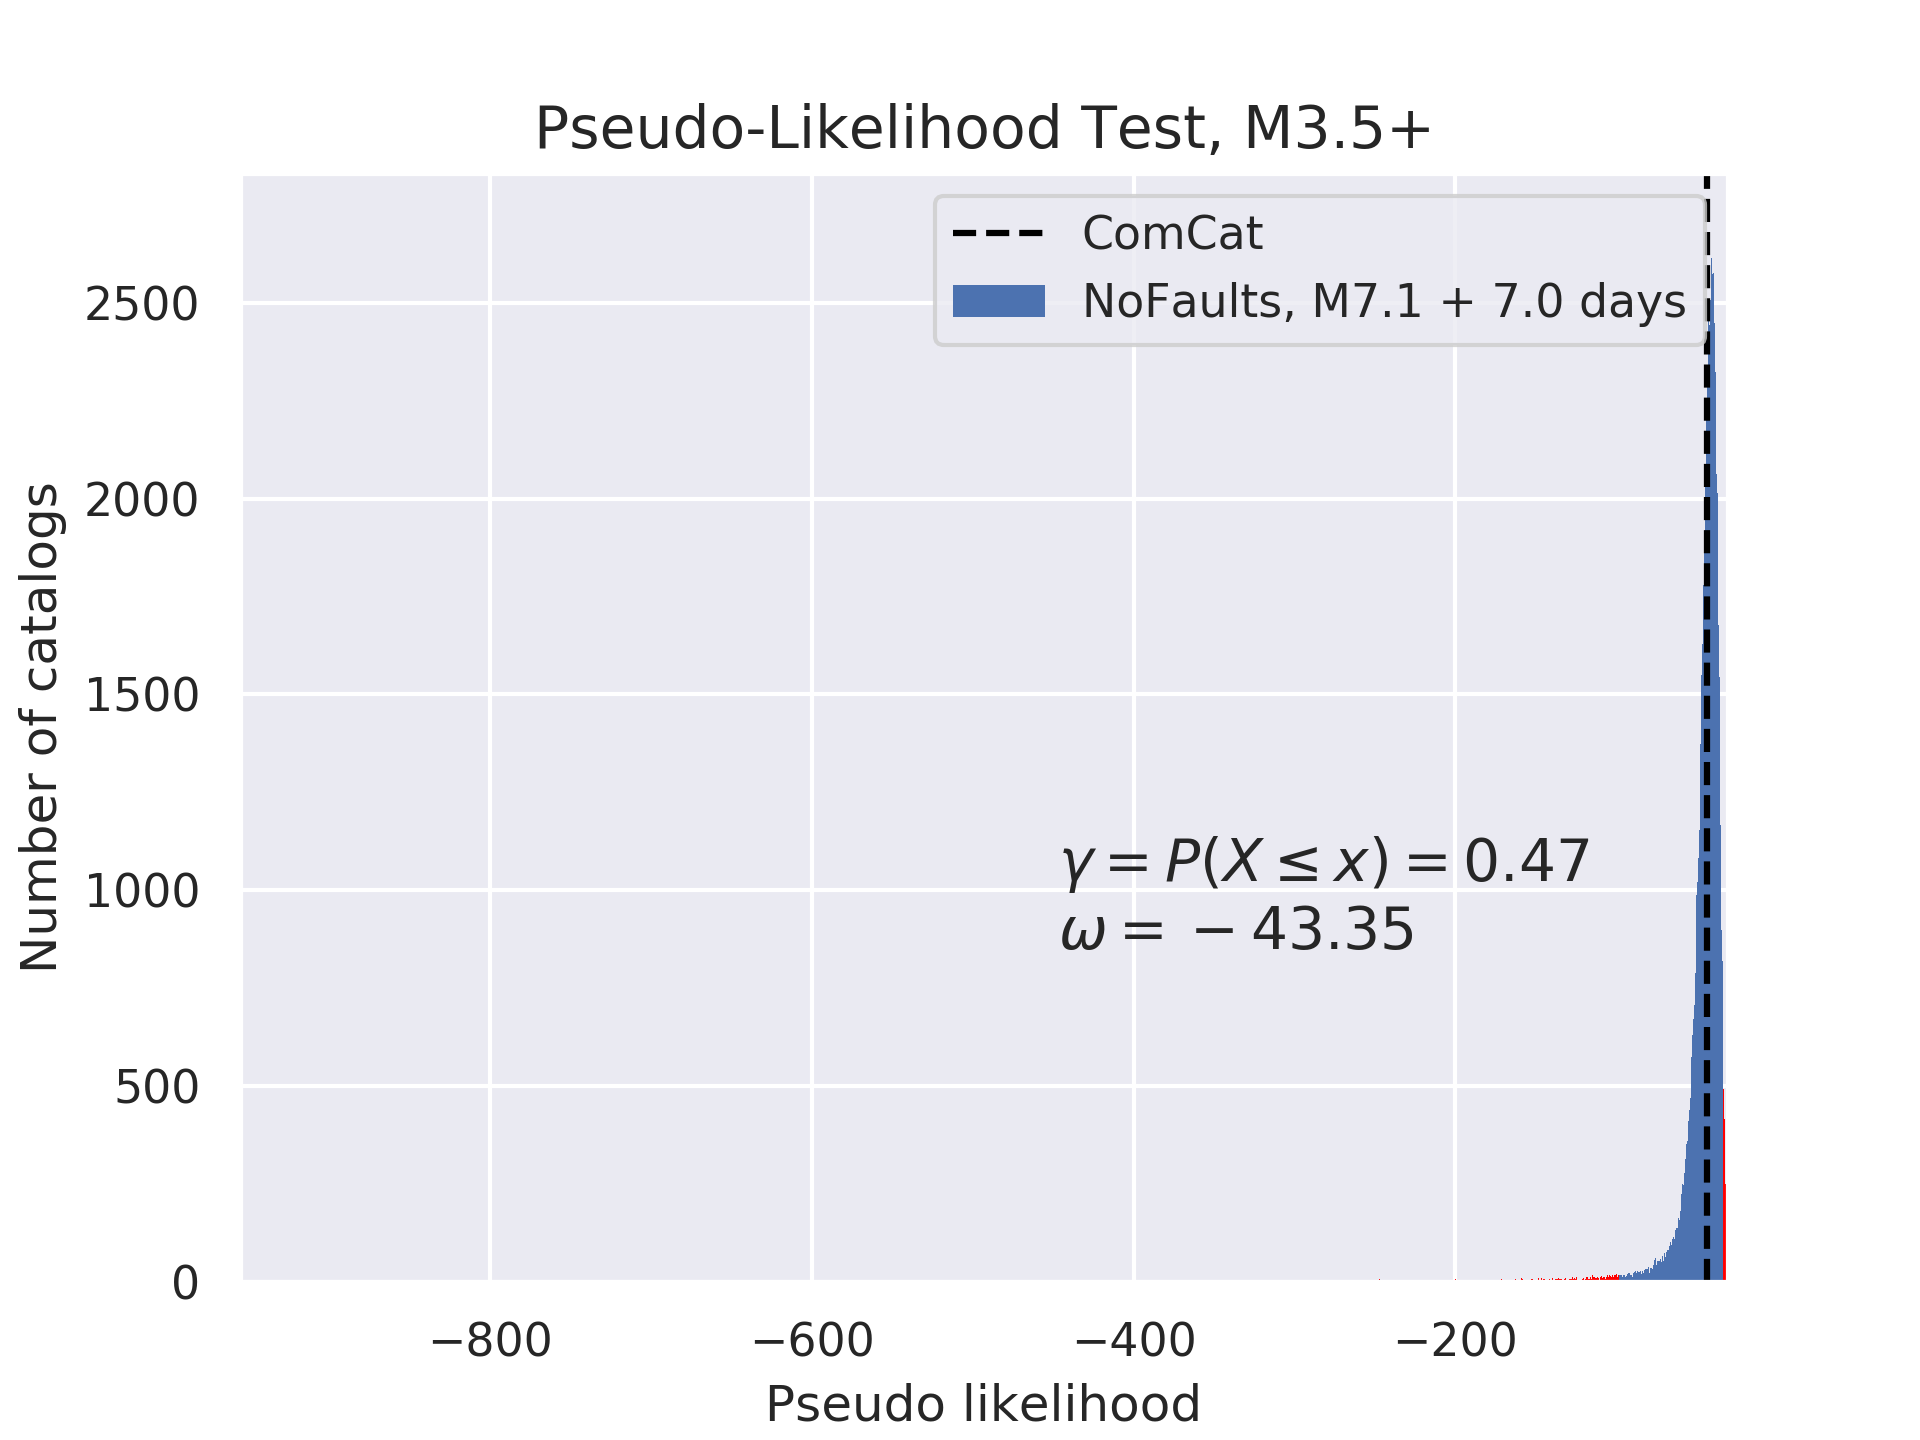 Pseudo-Likelihood Test, M3.5+
ComCat
NoFaults, M7.1 + 7.0 days
2500
2000
1500
1000
500
0
Number of catalogs
γ = P(X ≤ x) = 0.47
ω = − 43.35
−800 −600 −400 −200
Pseudo likelihood